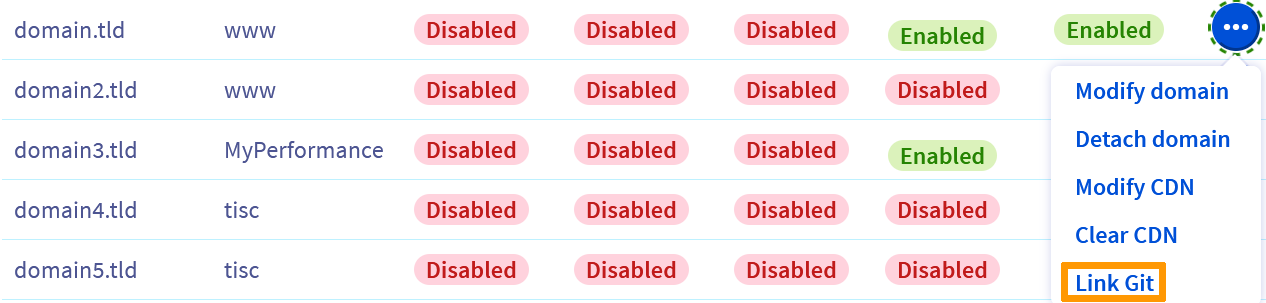 domain.tld www Disabled Disabled Disabled Enabled Enabled
domain2.tld www Disabled Disabled Disabled Disabled
Modify domain
Detach domain
domain3.tld MyPerformance Disabled Disabled Disabled Enabled
Modify CDN
domain4.tld tisc Disabled Disabled Disabled Disabled
Clear CDN
domain5.tld tisc Disabled Disabled Disabled Disabled
Link Git